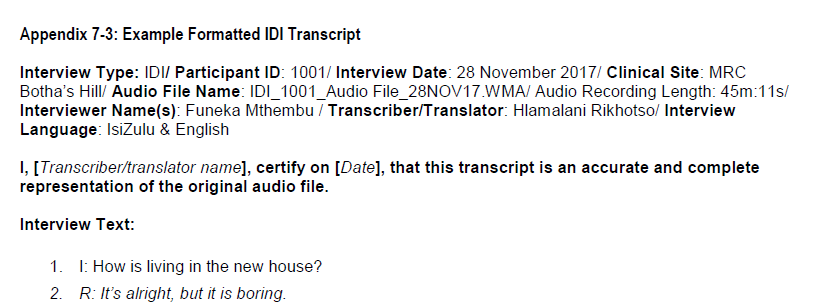 Appendix 7-3: Example Formatted IDI Transcript
Interview Type: IDI/ Participant ID: 1001/ Interview Date: 28 November 2017/ Clinical Site: MRC
Botha's Hill/ Audio File Name: IDI_1001_Audio File_28NOV17.WMA/ Audio Recording Length: 45m:11s/
Interviewer Name(s): Funeka Mthembu / Transcriber/Translator: Hlamalani Rikhotso/ Interview
Language: IsiZulu & English
I, [Transcriber/translator name], certify on [Date], that this transcript is an accurate and complete
representation of the original audio file.
Interview Text:
1. I: How is living in the new house?
2. R: It's alright, but it is boring.